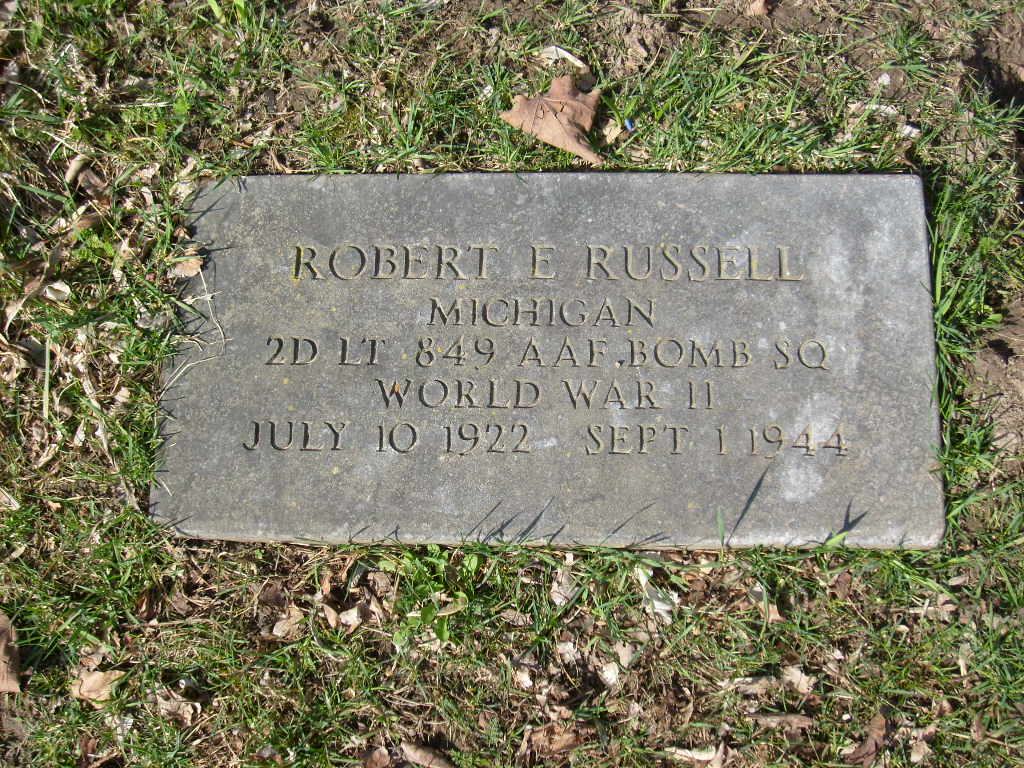 ROBERT E RUSSELL
MICHIGAN
2D LT 849 AAF BOMB SQ
WORLD WAR II
JULY 10 1922 SEPT 1 1944